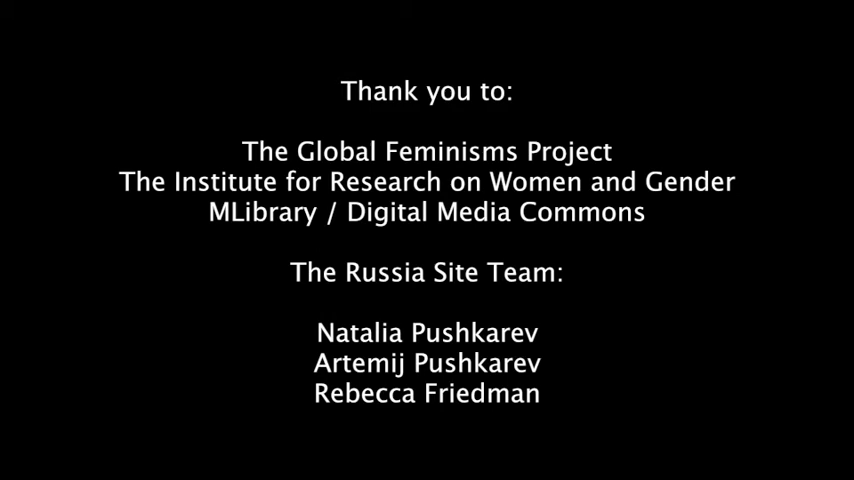 Thank you to:
The Global Feminisms Project
The Institute for Research on Women and Gender
MLibrary / Digital Media Commons
The Russia Site Team:
Natalia Pushkarev
Artemij Pushkarev
Rebecca Friedman